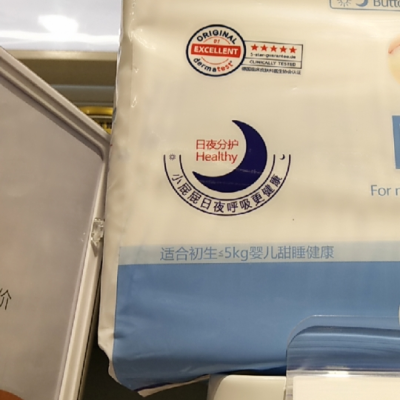 Butte
ORIGINAL
EXCELLENT
dermatest
CLINICALLY TESTED
日夜分护
Healthy
小屁屁日夜呼吸更健康
For
适合初生≤5kg婴儿甜睡健康
价